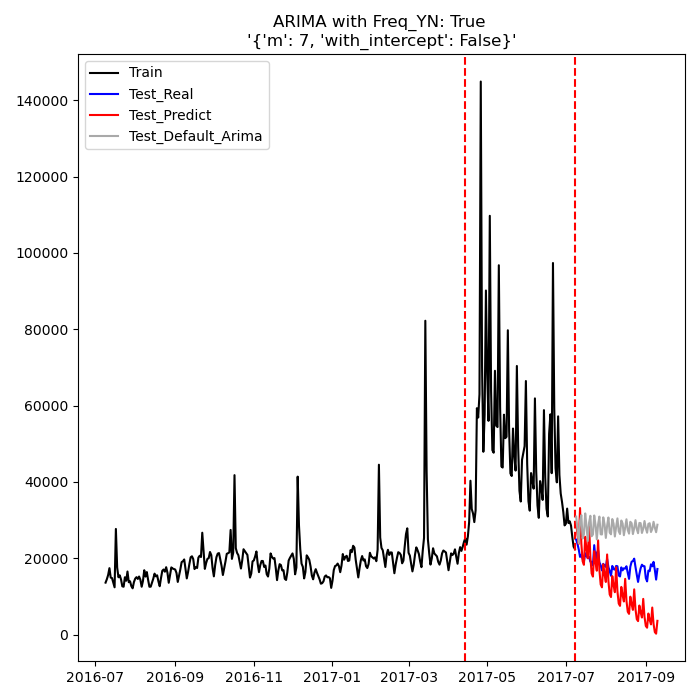 ARIMA with Freq_YN: True
'{'m': 7, 'with_intercept': False}'
Train
Test_Real
Test_Predict
Test_Default_Arima
140000
120000
100000
80000
60000
40000
20000
0
2016-07 2016-09 2016-11 2017-01 2017-03 2017-05 2017-07 2017-09